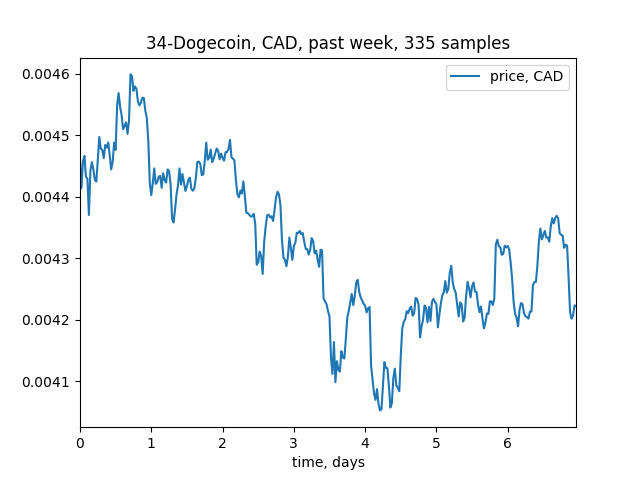 34-Dogecoin, CAD, past week, 335 samples
price, CAD
0.0046
0.0045
0.0044
0.0043
0.0042
0.0041
0 1 2 3 4 5 6
time, days